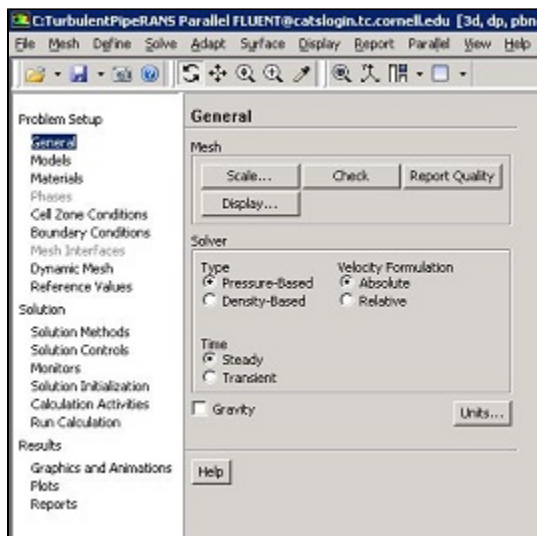 C:TurbulentPipeRANS Parallel FLUENT@catslogin.tc.cornell.edu [3d, dp, pbn
File Mesh Define Solve Adapt Surface Display Report Parallel View Help
Problem Setup
General
Models
Materials
Phases
Cell Zone Conditions
Boundary Conditions
Mesh Interfaces
Dynamic Mesh
Reference Values
Solution
Solution Methods
Solution Controls
Monitors
Solution Initialization
Calculation Activities
Run Calculation
Results
Graphics and Animations
Plots
Reports
General
Mesh
Scale... Check Report Quality
Display...
Solver
Type Velocity Formulation
Pressure-Based Absolute
Density-Based Relative
Time
Steady
Transient
Gravity Units...
Help